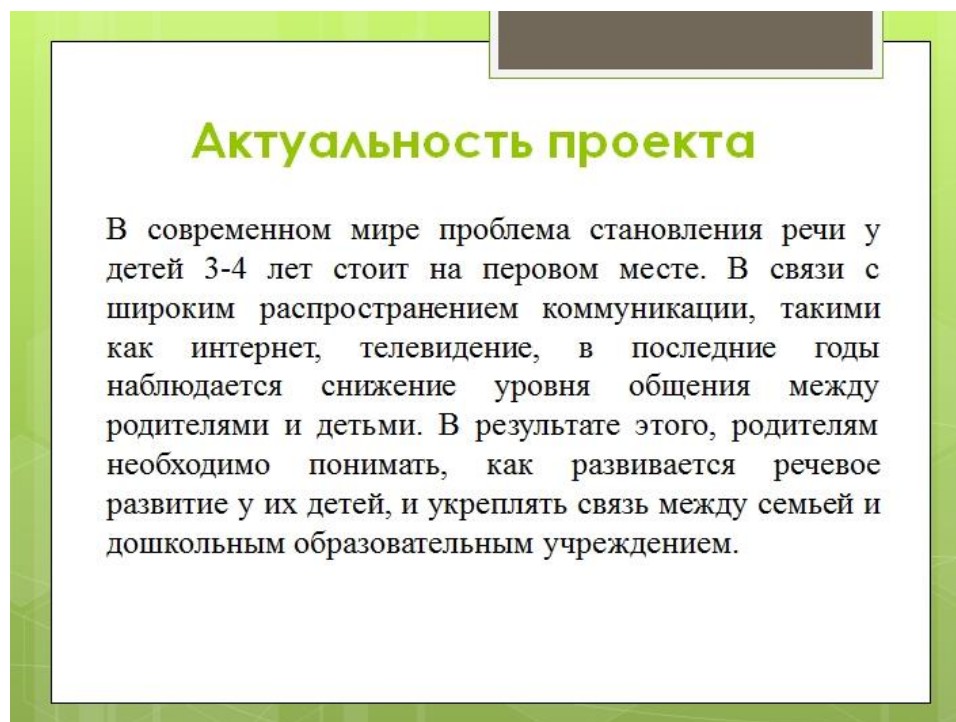 Актуальность проекта
В современном мире проблема становления речи у
детей 3-4 лет стоит на перовом месте. В связи с
широким распространением коммуникации, такими
как интернет, телевидение, в последние годы
наблюдается снижение уровня общения между
родителями и детьми. В результате этого, родителям
необходимо понимать, как развивается речевое
развитие у их детей, и укреплять связь между семьей и
дошкольным образовательным учреждением.